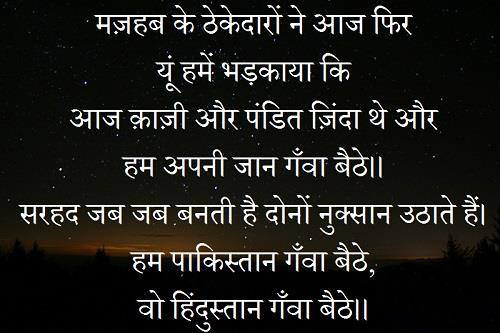 मज़हब के ठेकेदारों ने आज फिर
यूं हमें भड़काया कि
आज क़ाज़ी और पंडित ज़िंदा थे और
हम अपनी जान गँवा बैठे॥
सरहद जब जब बनती है दोनों नुक्सान उठाते हैं।
हम पाकिस्तान गँवा बैठे,
वो हिंदुस्तान गँवा बैठे॥